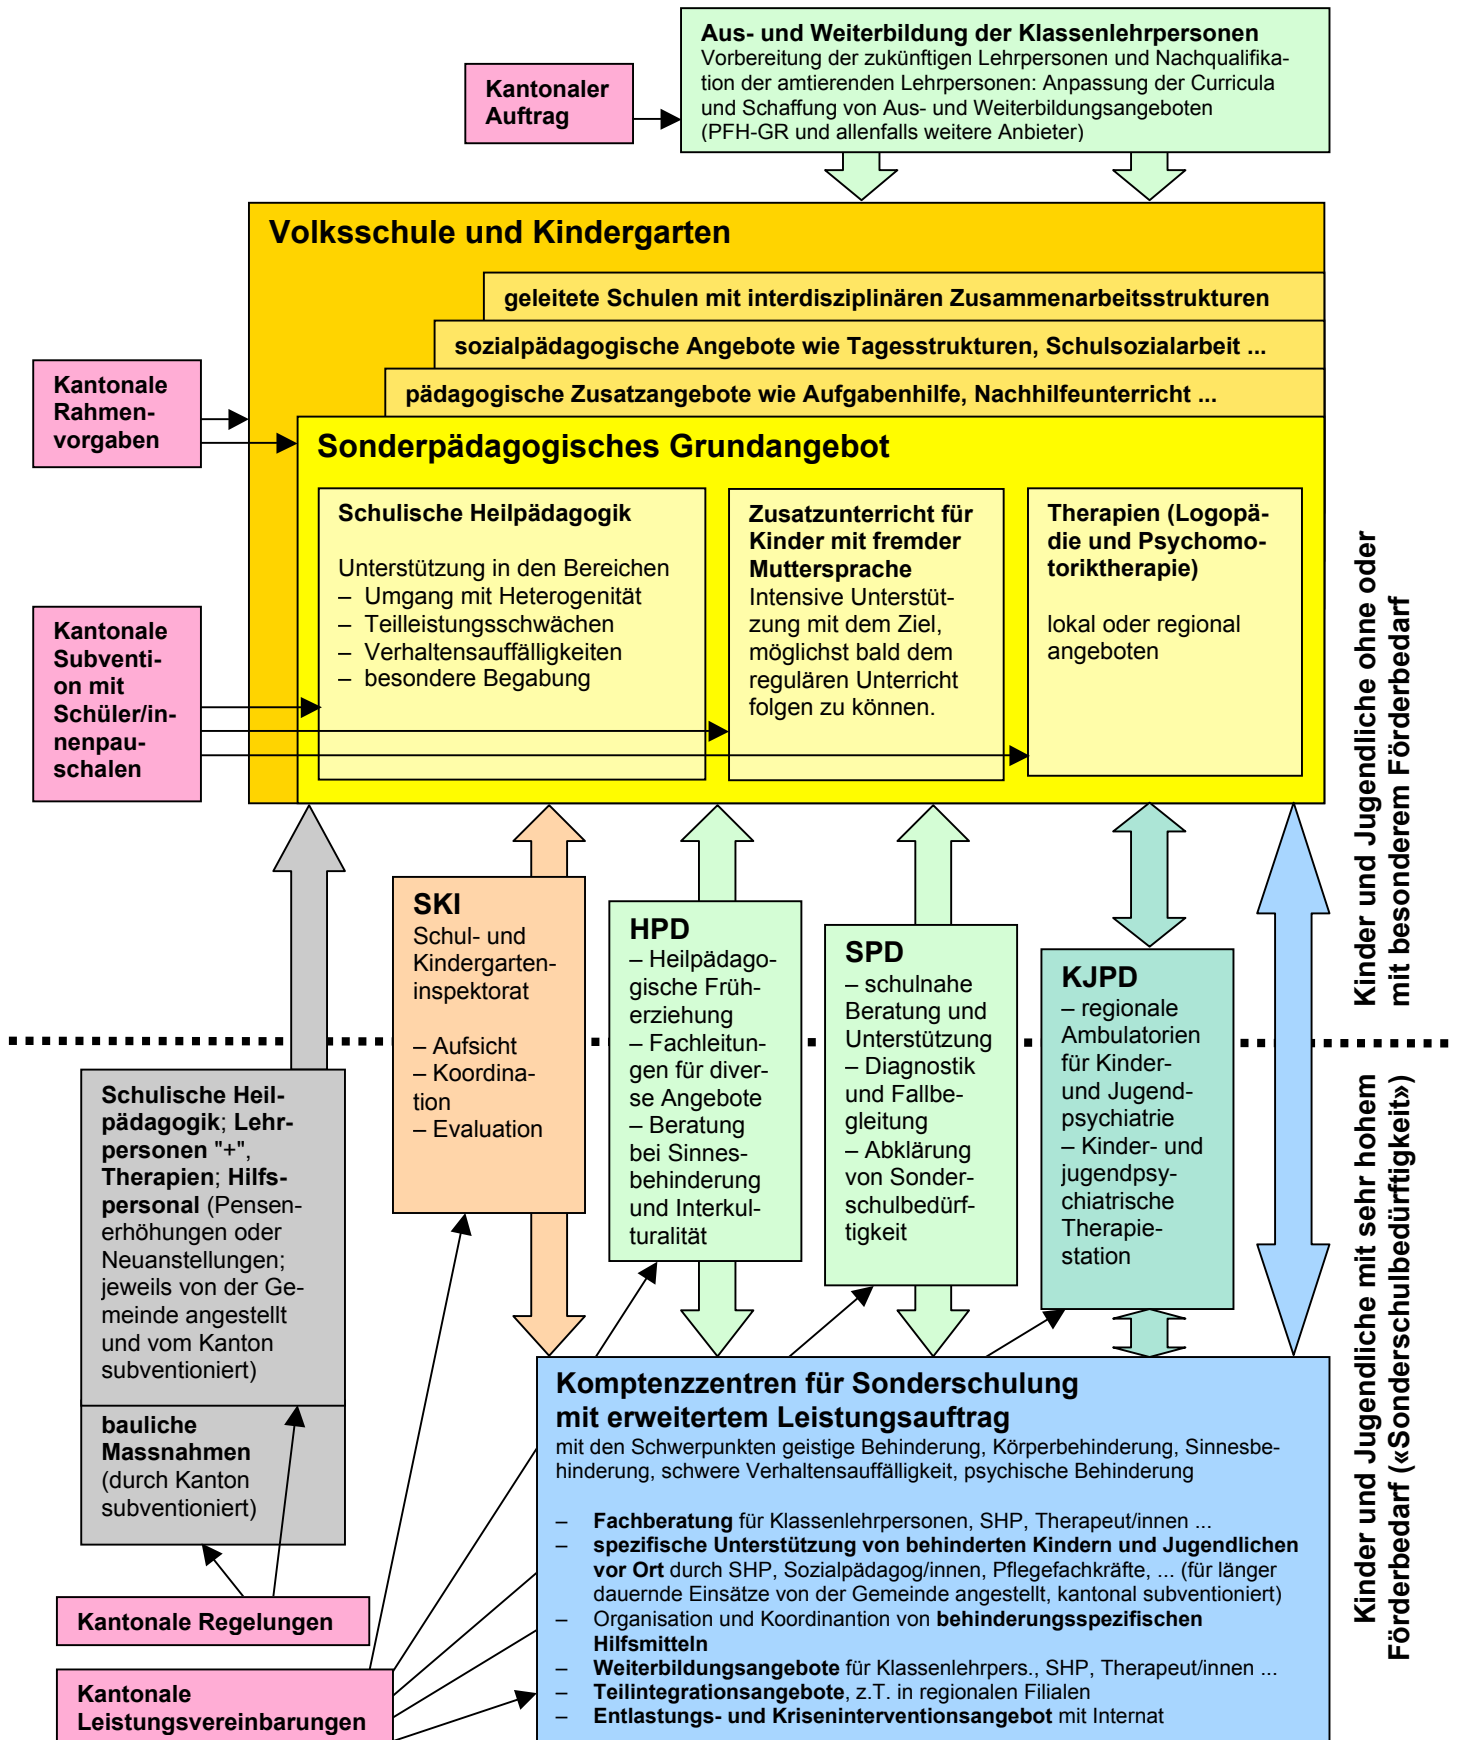 Aus- und Weiterbildung der Klassenlehrpersonen
Vorbereitung der zukünftigen Lehrpersonen und Nachqualifika-
tion der amtierenden Lehrpersonen: Anpassung der Curricula
und Schaffung von Aus- und Weiterbildungsangeboten
(PFH-GR und allenfalls weitere Anbieter)
Kantonaler
Auftrag
Volksschule und Kindergarten
geleitete Schulen mit interdisziplinären Zusammenarbeitsstrukturen
sozialpädagogische Angebote wie Tagesstrukturen, Schulsozialarbeit ...
pädagogische Zusatzangebote wie Aufgabenhilfe, Nachhilfeunterricht ...
Kantonale
Rahmen-
vorgaben
Sonderpädagogisches Grundangebot
Schulische Heilpädagogik
Unterstützung in den Bereichen
– Umgang mit Heterogenität
– Teilleistungsschwächen
– Verhaltensauffälligkeiten
– besondere Begabung
Zusatzunterricht für
Kinder mit fremder
Muttersprache
Intensive Unterstüt-
zung mit dem Ziel,
möglichst bald dem
regulären Unterricht
folgen zu können.
Therapien (Logopä-
die und Psychomo-
toriktherapie)
lokal oder regional
angeboten
Kantonale
Subventi-
on mit
Schüler/in-
nenpau-
schalen
Kinder und Jugendliche ohne oder
mit besonderem Förderbedarf
SKI
Schul- und
Kindergarten-
inspektorat
– Aufsicht
– Koordina-
tion
– Evaluation
HPD
– Heilpädago-
gische Früh-
erziehung
– Fachleitun-
gen für diver-
se Angebote
– Beratung
bei Sinnes-
behinderung
und Interkul-
turalität
SPD
– schulnahe
Beratung und
Unterstützung
– Diagnostik
und Fallbe-
gleitung
– Abklärung
von Sonder-
schulbedürf-
tigkeit
KJPD
– regionale
Ambulatorien
für Kinder-
und Jugend-
psychiatrie
– Kinder- und
jugendpsy-
chiatrische
Therapie-
station
Schulische Heil-
pädagogik; Lehr-
personen "+",
Therapien; Hilfs-
personal (Pensen-
erhöhungen oder
Neuanstellungen;
jeweils von der Ge-
meinde angestellt
und vom Kanton
subventioniert)
bauliche
Massnahmen
(durch Kanton
subventioniert)
Kinder und Jugendliche mit sehr hohem
Förderbedarf («Sonderschulbedürftigkeit»)
Komptenzzentren für Sonderschulung
mit erweitertem Leistungsauftrag
mit den Schwerpunkten geistige Behinderung, Körperbehinderung, Sinnesbe-
hinderung, schwere Verhaltensauffälligkeit, psychische Behinderung
– Fachberatung für Klassenlehrpersonen, SHP, Therapeut/innen ...
– spezifische Unterstützung von behinderten Kindern und Jugendlichen
vor Ort durch SHP, Sozialpädagog/innen, Pflegefachkräfte, ... (für länger
dauernde Einsätze von der Gemeinde angestellt, kantonal subventioniert)
– Organisation und Koordinantion von behinderungsspezifischen
Hilfsmitteln
– Weiterbildungsangebote für Klassenlehrpers., SHP, Therapeut/innen ...
– Teilintegrationsangebote, z.T. in regionalen Filialen
– Entlastungs- und Kriseninterventionsangebot mit Internat
Kantonale Regelungen
Kantonale
Leistungsvereinbarungen